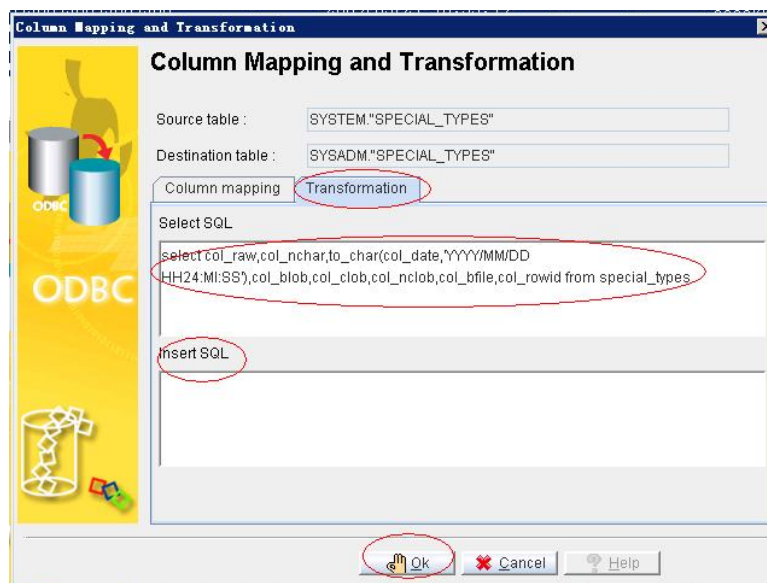 Column Mapping and Transformation
Column Mapping and Transformation
Source table :
SYSTEM."SPECIAL_TYPES"
Destination table :
SYSADM."SPECIAL_TYPES"
Column mapping
Transformation
Select SQL
select col_raw,col_nchar,to_char(col_date,'YYYY/MM/DD
HH24:MI:SS'),col_blob,col_clob,col_nclob,col_bfile,col_rowid from special_types
Insert SQL
ODBC
ODBC
Ok
Cancel
Help